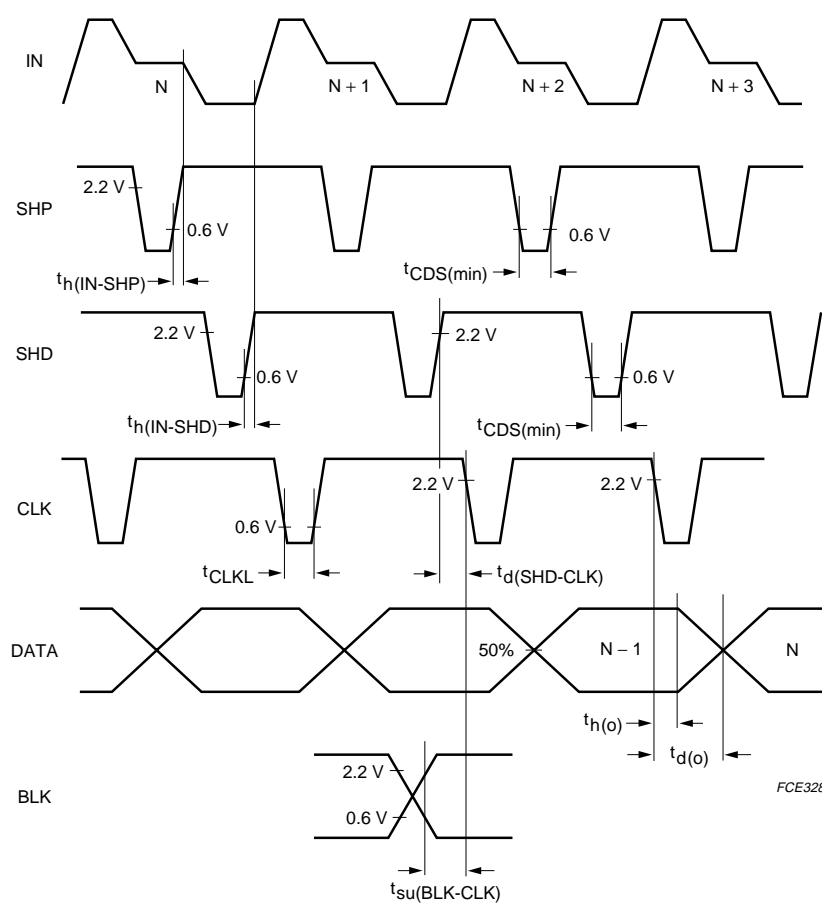 IN
N
N + 1
N + 2
N + 3
SHP
2.2 V
0.6 V
0.6 V
th(IN-SHP)
tCDS(min)
SHD
2.2 V
2.2 V
0.6 V
0.6 V
th(IN-SHD)
tCDS(min)
CLK
2.2 V
2.2 V
0.6 V
tCLKL
td(SHD-CLK)
DATA
50%
N − 1
N
th(o)
td(o)
BLK
2.2 V
0.6 V
FCE328
tsu(BLK-CLK)